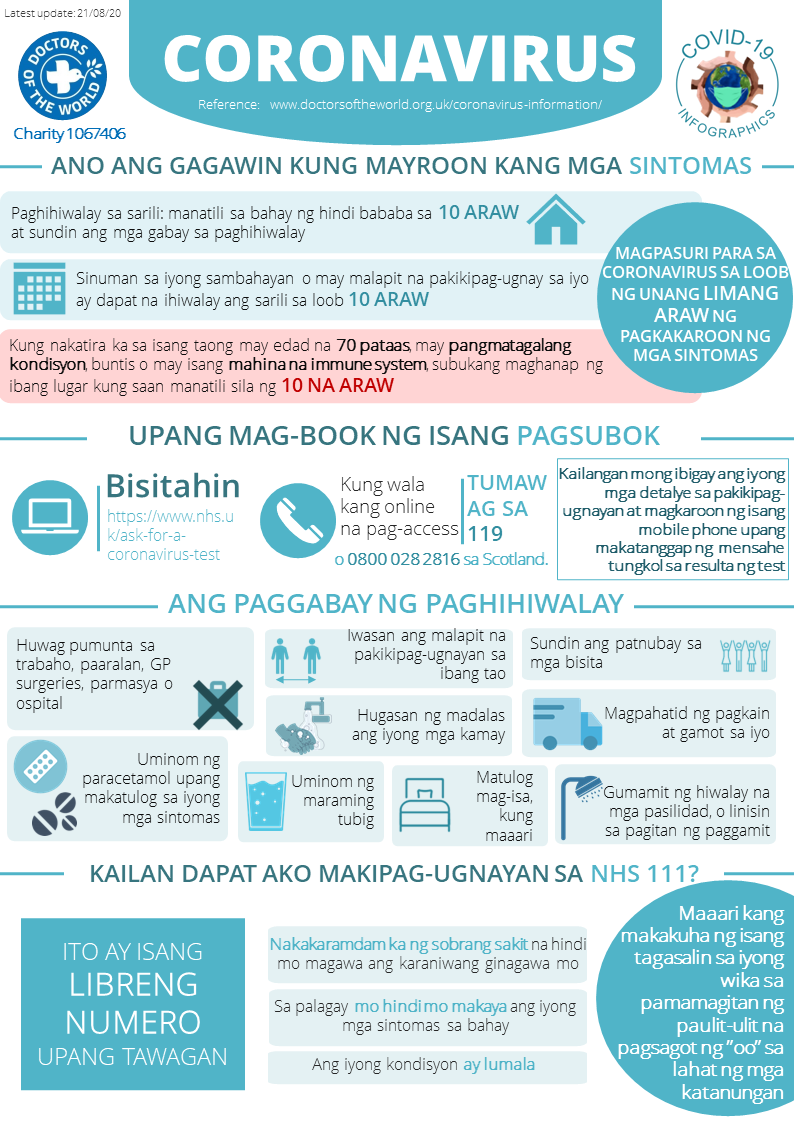 Latest update: 21/08/20
DOCTORS
OF THE WORLD
Charity 1067406
CORONAVIRUS
Reference: www.doctorsoftheworld.org.uk/coronavirus-information/
COVID-19
INFOGRAPHICS
ANO ANG GAGAWIN KUNG MAYROON KANG MGA SINTOMAS
Paghihiwalay sa sarili: manatili sa bahay ng hindi bababa sa 10 ARAW
at sundin ang mga gabay sa paghihiwalay
Sinuman sa iyong sambahayan o may malapit na pakikipag-ugnay sa iyo
ay dapat na ihiwalay ang sarili sa loob 10 ARAW
Kung nakatira ka sa isang taong may edad na 70 pataas, may pangmatagalang
kondisyon, buntis o may isang mahina na immune system, subukang maghanap ng
ibang lugar kung saan manatili sila ng 10 NA ARAW
MAGPASURI PARA SA
CORONAVIRUS SA LOOB
NG UNANG LIMANG
ARAW NG
PAGKAKAROON NG
MGA SINTOMAS
UPANG MAG-BOOK NG ISANG PAGSUBOK
Bisitahin
https://www.nhs.u
k/ask-for-a-
coronavirus-test
Kung wala
kang online
na pag-access
TUMAW
AG SA
119
o 0800 028 2816 sa Scotland.
Kailangan mong ibigay ang iyong
mga detalye sa pakikipag-
ugnayan at magkaroon ng isang
mobile phone upang
makatanggap ng mensahe
tungkol sa resulta ng test
ANG PAGGABAY NG PAGHIHIWALAY
Huwag pumunta sa
trabaho, paaralan, GP
surgeries, parmasya o
ospital
Iwasan ang malapit na
pakikipag-ugnayan sa
ibang tao
Sundin ang patnubay sa
mga bisita
Hugasan ng madalas
ang iyong mga kamay
Magpahatid ng pagkain
at gamot sa iyo
Uminom ng
paracetamol upang
makatulog sa iyong
mga sintomas
Uminom ng
maraming
tubig
Matulog
mag-isa,
kung
maaari
Gumamit ng hiwalay na
mga pasilidad, o linisin
sa pagitan ng paggamit
KAILAN DAPAT AKO MAKIPAG-UGNAYAN SA NHS 111?
ITO AY ISANG
LIBRENG
NUMERO
UPANG TAWAGAN
Nakakaramdam ka ng sobrang sakit na hindi
mo magawa ang karaniwang ginagawa mo
Sa palagay mo hindi mo makaya ang iyong
mga sintomas sa bahay
Ang iyong kondisyon ay lumala
Maaari kang
makakuha ng isang
tagasalin sa iyong
wika sa
pamamagitan ng
paulit-ulit na
pagsagot ng "oo" sa
lahat ng mga
katanungan